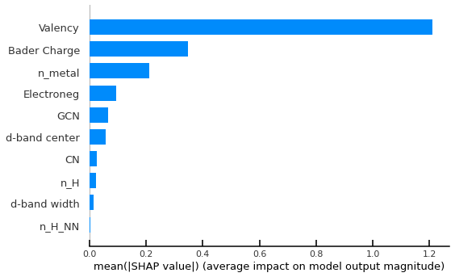 Valency
Bader Charge
n_metal
Electroneg
GCN
d-band center
CN
n_H
d-band width
n_H_NN
0.0 0.2 0.4 0.6 0.8 1.0 1.2
mean(|SHAP value|) (average impact on model output magnitude)